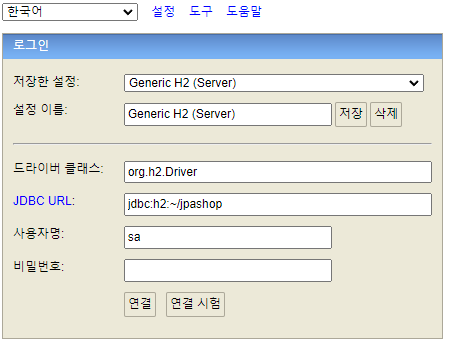 한국어 설정 도구 도움말
로그인
저장한 설정: Generic H2 (Server)
설정 이름: Generic H2 (Server) 저장 삭제
드라이버 클래스: org.h2.Driver
JDBC URL: jdbc:h2:~/jpashop
사용자명: sa
비밀번호:
연결 연결 시험